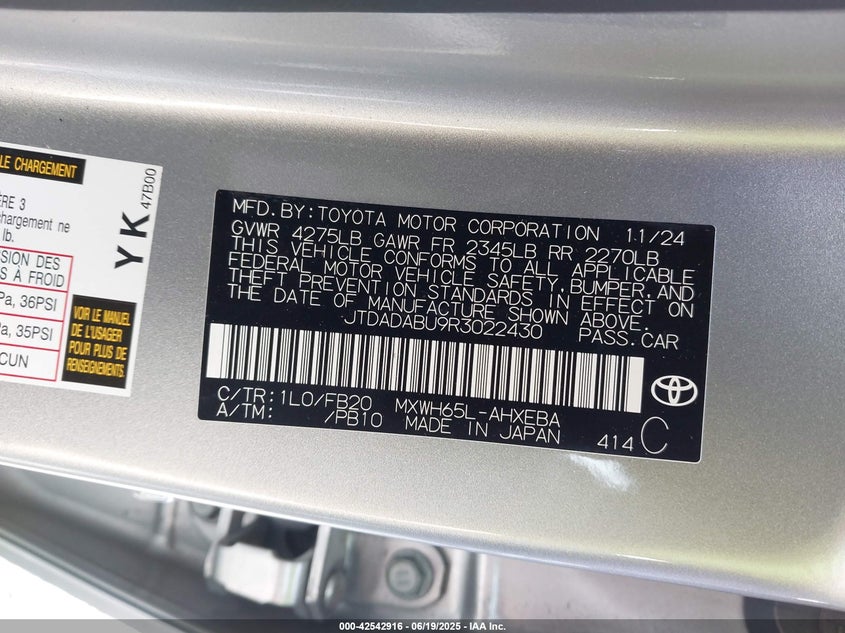 LE CHARGEMENT
ÈRE 3
chargement ne
lb.
SION DES
À FROID
Pa, 36PSI
a, 35PSI
CUN
YK
47B00
VOIR LE MANUEL
DE L'USAGER
POUR PLUS DE
RENSEIGNEMENTS.
MFD.BY:TOYOTA MOTOR CORPORATION 11/24
GVWR 4275LB GAWR FR 2345LB RR 2270LB
THIS VEHICLE CONFORMS TO ALL APPLICABLE
FEDERAL MOTOR VEHICLE SAFETY,BUMPER,AND
THEFT PREVENTION STANDARDS IN EFFECT ON
THE DATE OF MANUFACTURE SHOWN ABOVE.
JTDADABU9R3022430 PASS.CAR
C/TR:1L0/FB20 MXWH65L-AHXEBA
A/TM: /PB10 MADE IN JAPAN 414 C
000-42542916 - 06/19/2025 - IAA Inc.